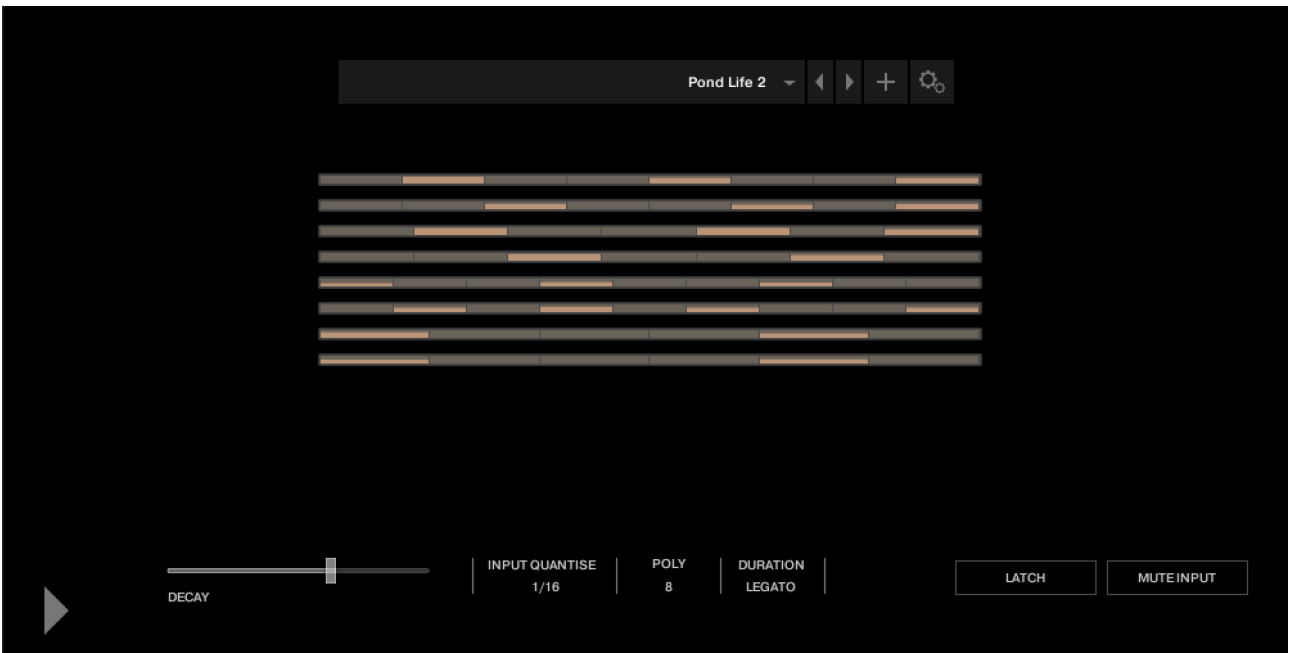 Pond Life 2
INPUT QUANTISE
1/16
POLY
8
DURATION
LEGATO
DECAY
LATCH
MUTE INPUT